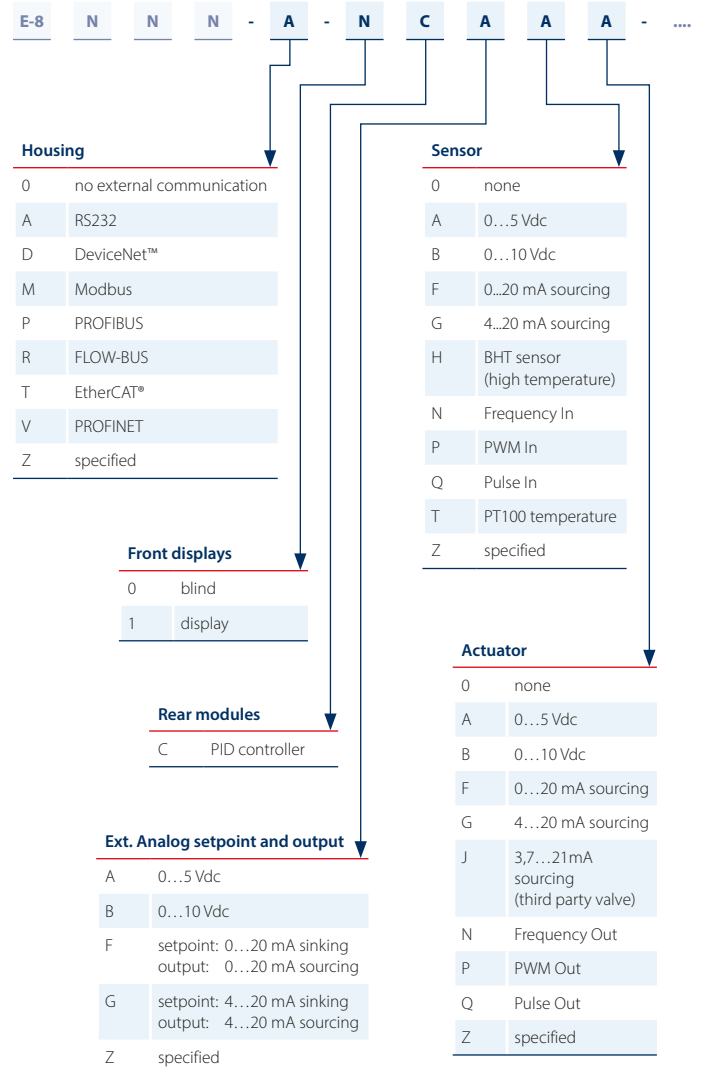 E-8 N N N - A - N C A A A - ....
Housing
0 no external communication
A RS232
D DeviceNet™
M Modbus
P PROFIBUS
R FLOW-BUS
T EtherCAT®
V PROFINET
Z specified
Sensor
0 none
A 0…5 Vdc
B 0…10 Vdc
F 0...20 mA sourcing
G 4...20 mA sourcing
H BHT sensor
(high temperature)
N Frequency In
P PWM In
Q Pulse In
T PT100 temperature
Z specified
Front displays
0 blind
1 display
Rear modules
C PID controller
Ext. Analog setpoint and output
A 0…5 Vdc
B 0…10 Vdc
F setpoint: 0…20 mA sinking
output: 0…20 mA sourcing
G setpoint: 4…20 mA sinking
output: 4…20 mA sourcing
Z specified
Actuator
0 none
A 0…5 Vdc
B 0…10 Vdc
F 0…20 mA sourcing
G 4…20 mA sourcing
J 3,7…21mA
sourcing
(third party valve)
N Frequency Out
P PWM Out
Q Pulse Out
Z specified